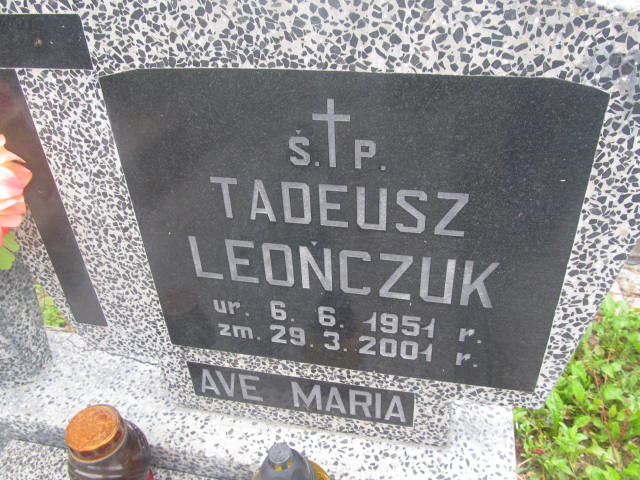 Ś. P.
TADEUSZ
LEOŃCZUK
ur. 6. 6. 1951 r.
zm. 29. 3. 2001 r.
AVE MARIA